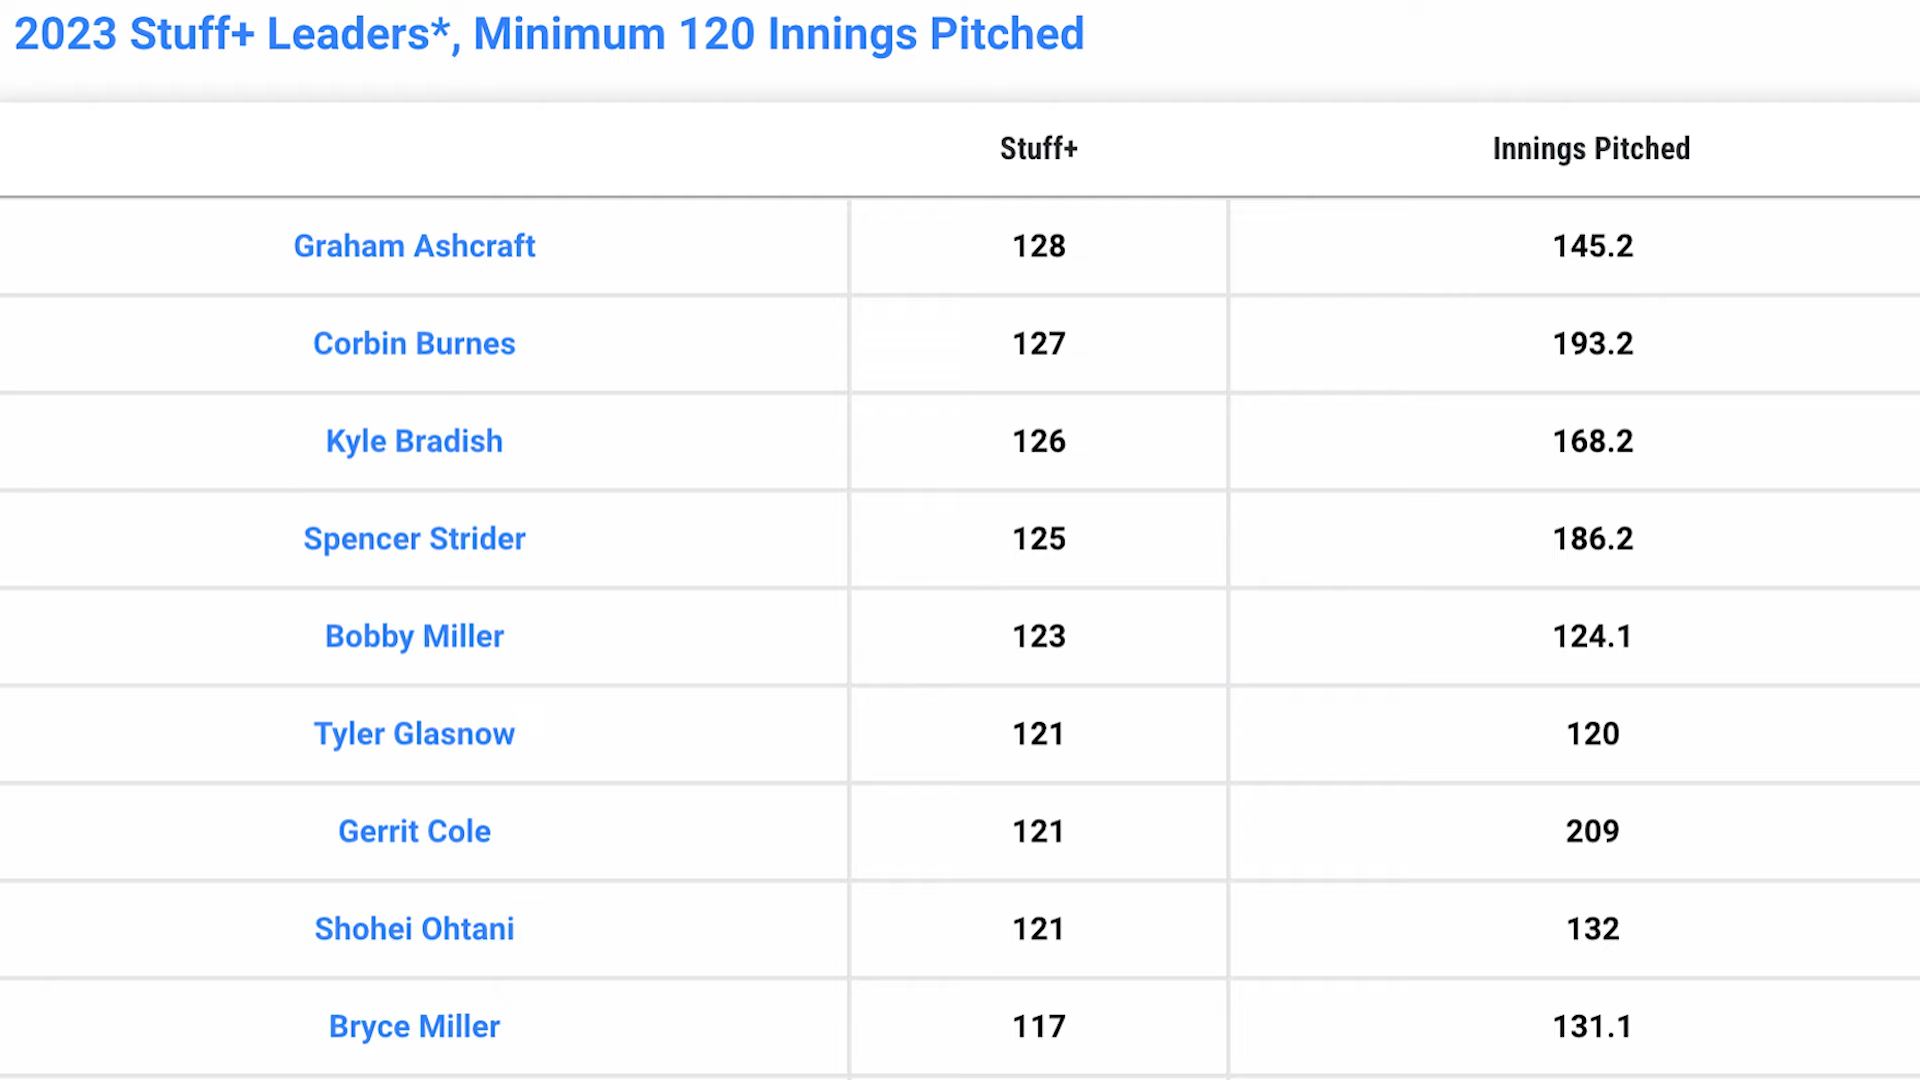 2023 Stuff+ Leaders*, Minimum 120 Innings Pitched
Stuff+ Innings Pitched
Graham Ashcraft 128 145.2
Corbin Burnes 127 193.2
Kyle Bradish 126 168.2
Spencer Strider 125 186.2
Bobby Miller 123 124.1
Tyler Glasnow 121 120
Gerrit Cole 121 209
Shohei Ohtani 121 132
Bryce Miller 117 131.1